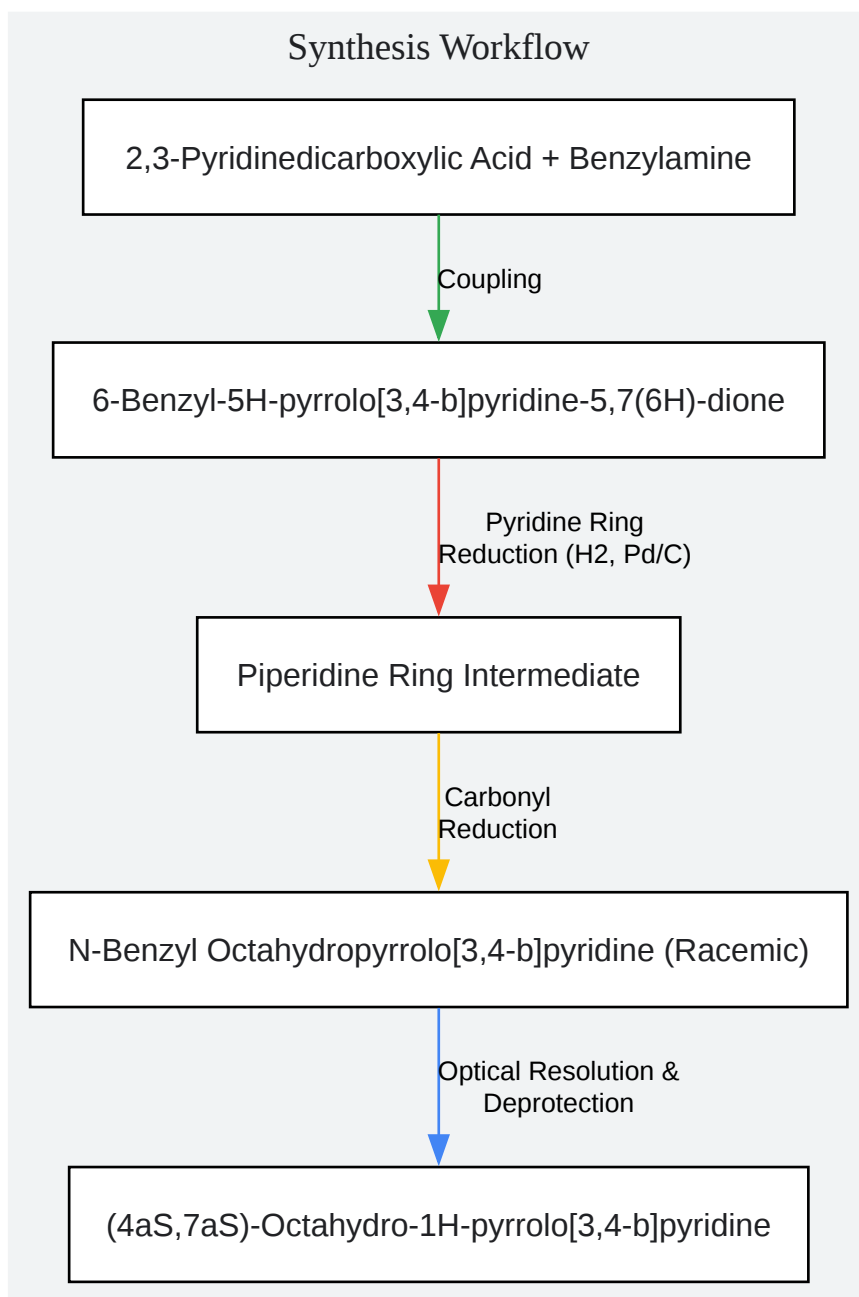 Synthesis Workflow
2,3-Pyridinedicarboxylic Acid + Benzylamine
Coupling
6-Benzyl-5H-pyrrolo[3,4-b]pyridine-5,7(6H)-dione
Pyridine Ring
Reduction (H2, Pd/C)
Piperidine Ring Intermediate
Carbonyl
Reduction
N-Benzyl Octahydropyrrolo[3,4-b]pyridine (Racemic)
Optical Resolution &
Deprotection
(4aS,7aS)-Octahydro-1H-pyrrolo[3,4-b]pyridine